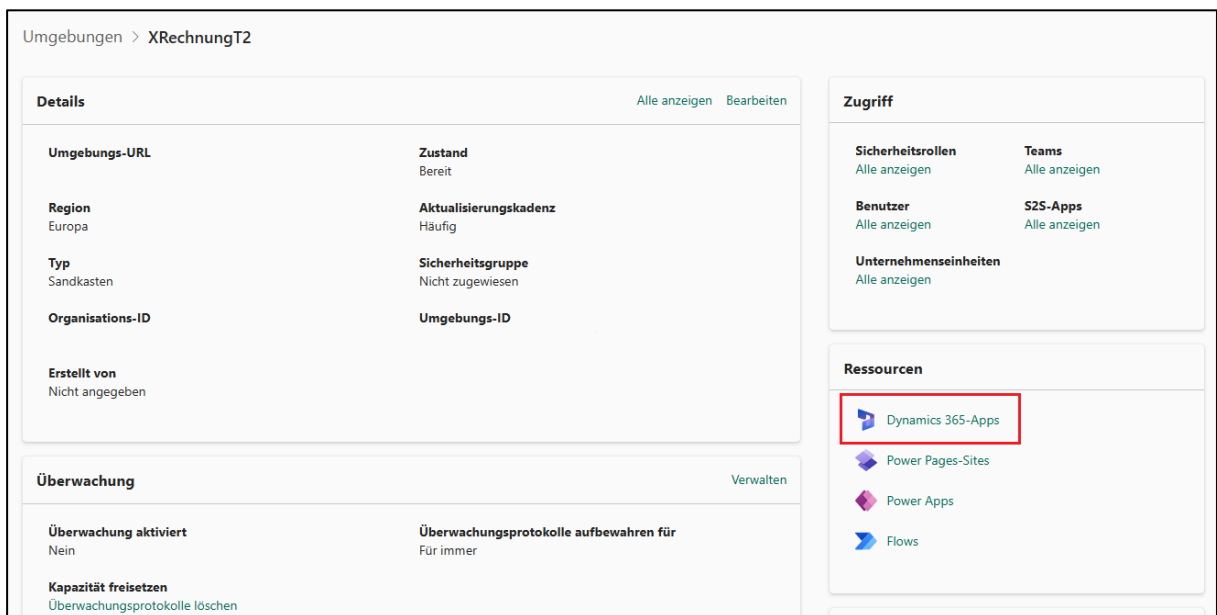 Umgebungen > XRechnungT2
Details
Alle anzeigen Bearbeiten
Umgebungs-URL
Zustand
Bereit
Region
Europa
Aktualisierungskadenz
Häufig
Typ
Sandkasten
Sicherheitsgruppe
Nicht zugewiesen
Organisations-ID
Umgebungs-ID
Erstellt von
Nicht angegeben
Überwachung
Verwalten
Überwachung aktiviert
Nein
Überwachungsprotokolle aufbewahren für
Für immer
Kapazität freisetzen
Überwachungsprotokolle löschen
Zugriff
Sicherheitsrollen
Alle anzeigen
Teams
Alle anzeigen
Benutzer
Alle anzeigen
S2S-Apps
Alle anzeigen
Unternehmenseinheiten
Alle anzeigen
Ressourcen
Dynamics 365-Apps
Power Pages-Sites
Power Apps
Flows